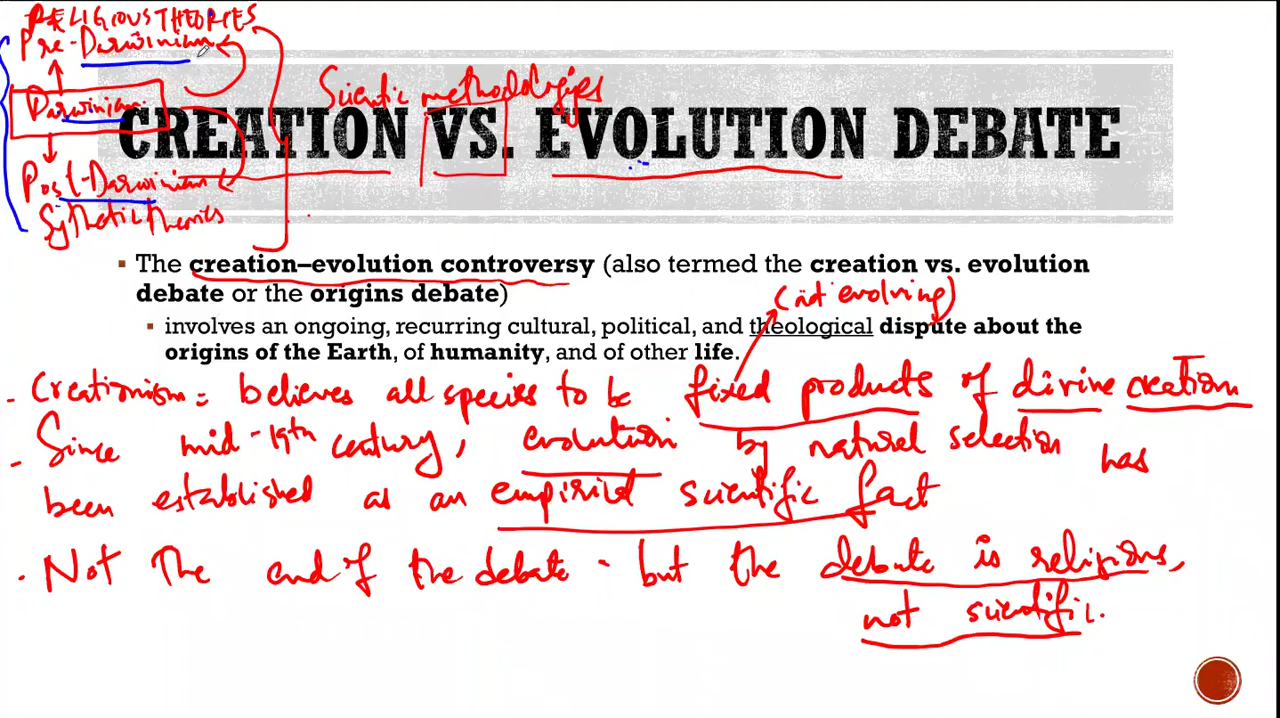 RELIGIOUS THEORIES
Pre-Darwinian
Darwinian
Post-Darwinian
Sythetic theories
Scientic methodologies
CREATION VS. EVOLUTION DEBATE
▪ The creation–evolution controversy (also termed the creation vs. evolution
debate or the origins debate)
(not evolving)
▪ involves an ongoing, recurring cultural, political, and theological dispute about the
origins of the Earth, of humanity, and of other life.
- Creationism = believes all species to be fixed products of divine creation
- Since mid-19th century, evolution by natural selection has
been established as an empirical scientific fact
. Not the end of the debate - but the debate is religious,
not scientific.